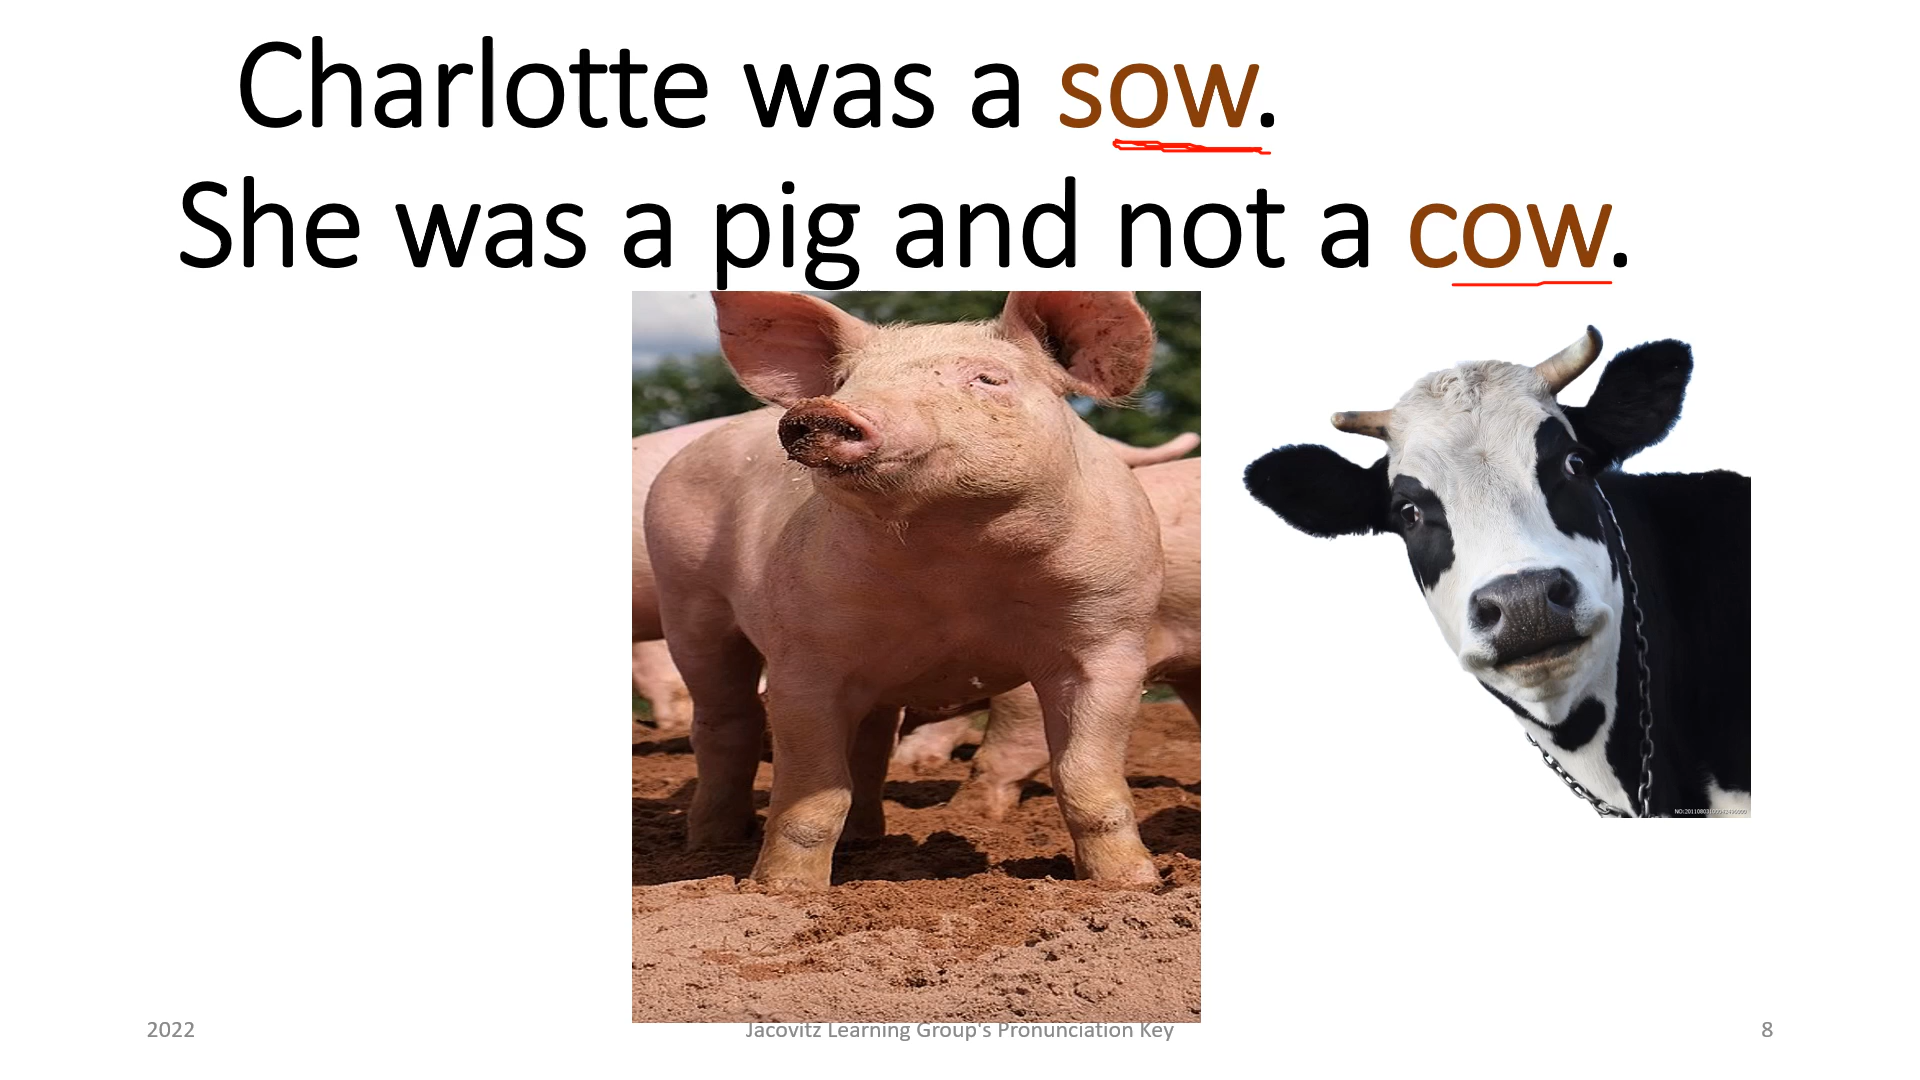 Charlotte was a sow.
She was a pig and not a cow.
2022
Jacovitz Learning Group's Pronunciation Key
8